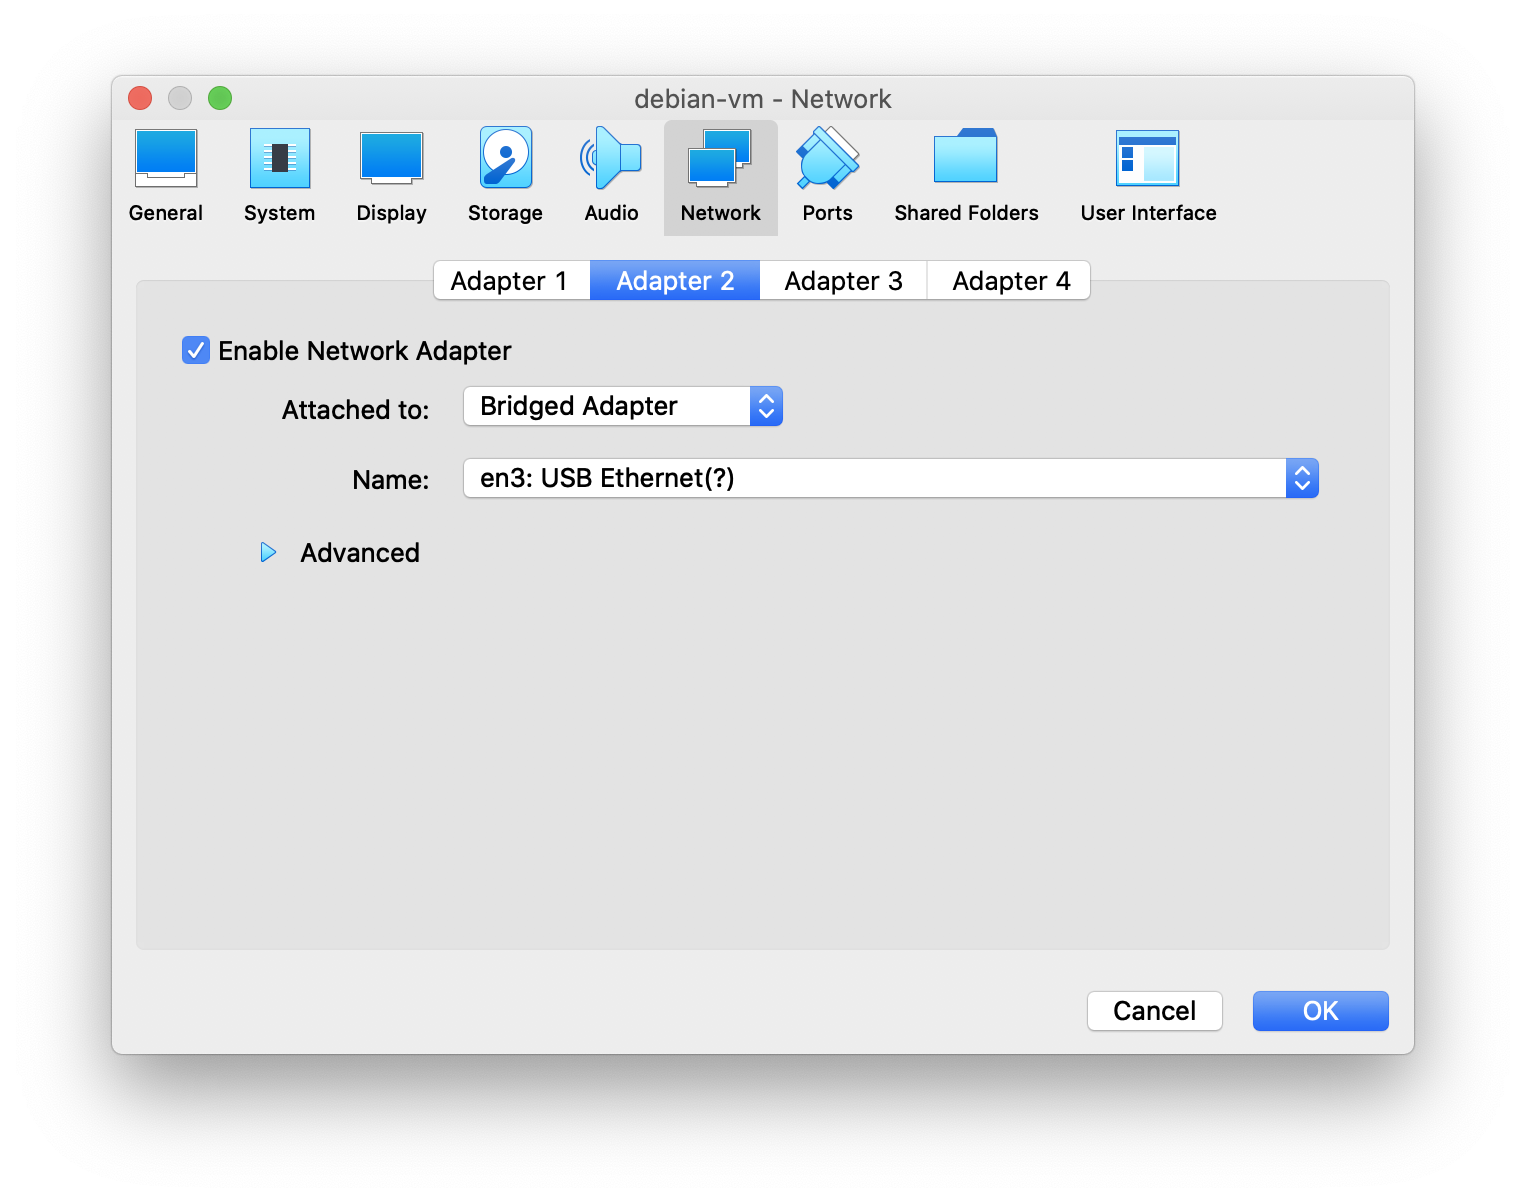 debian-vm - Network
General System Display Storage Audio Network Ports Shared Folders User Interface
Adapter 1 Adapter 2 Adapter 3 Adapter 4
Enable Network Adapter
Attached to: Bridged Adapter
Name: en3: USB Ethernet(?)
Advanced
Cancel OK